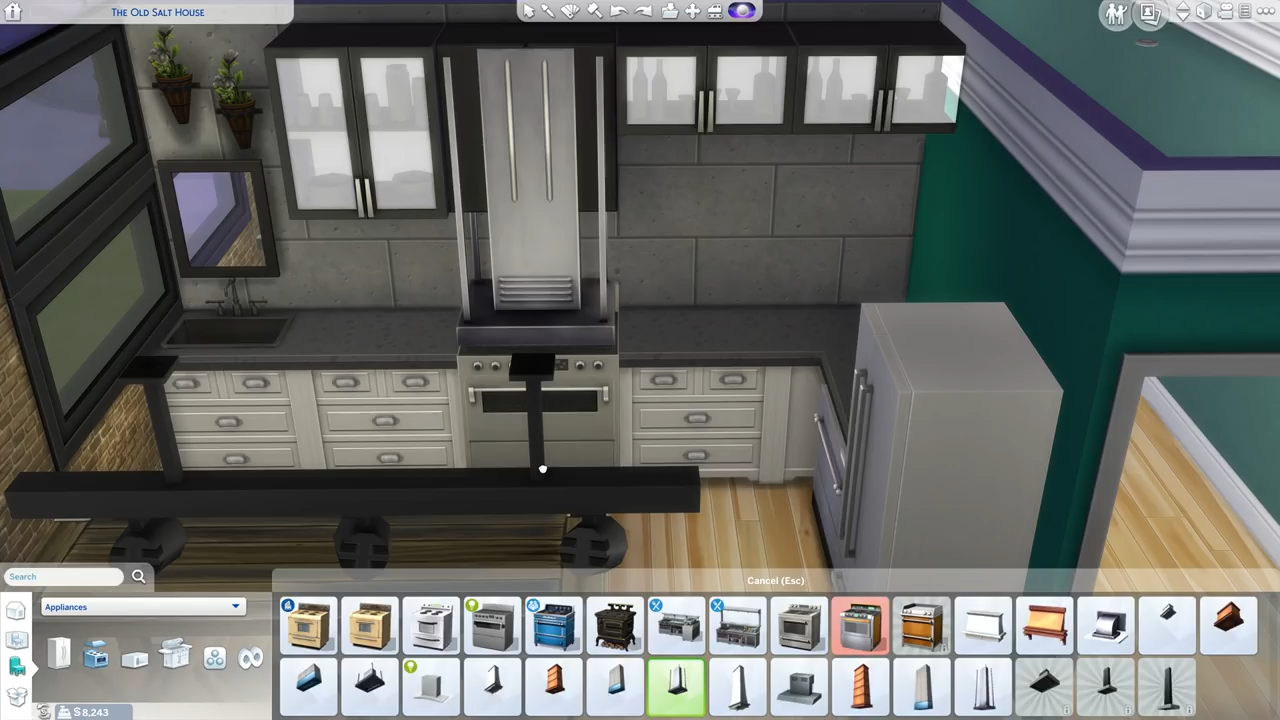 THE OLD SALT HOUSE
Cancel (Esc)
Search
Appliances
$8,243